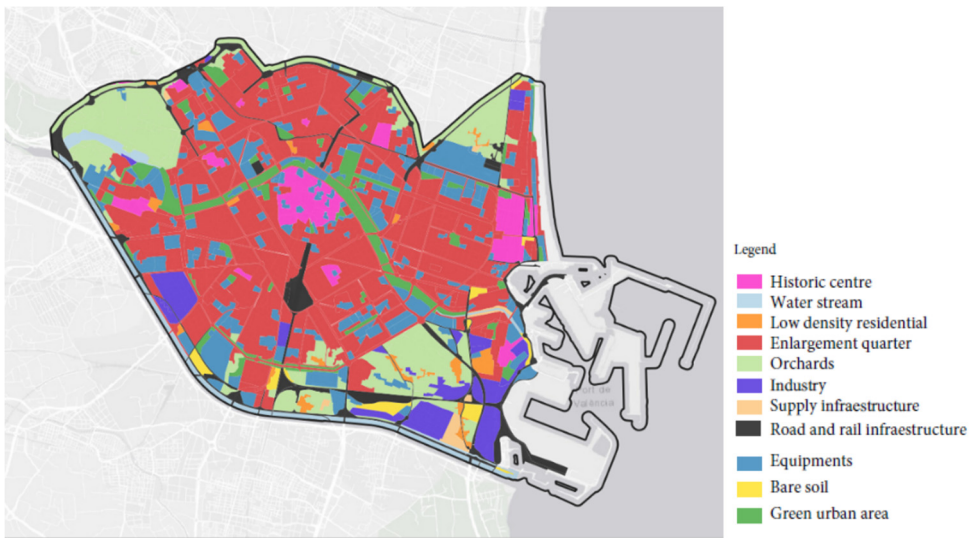 Legend
Historic centre
Water stream
Low density residential
Enlargement quarter
Orchards
Industry
Supply infraestructure
Road and rail infraestructure
Equipments
Bare soil
Green urban area
València